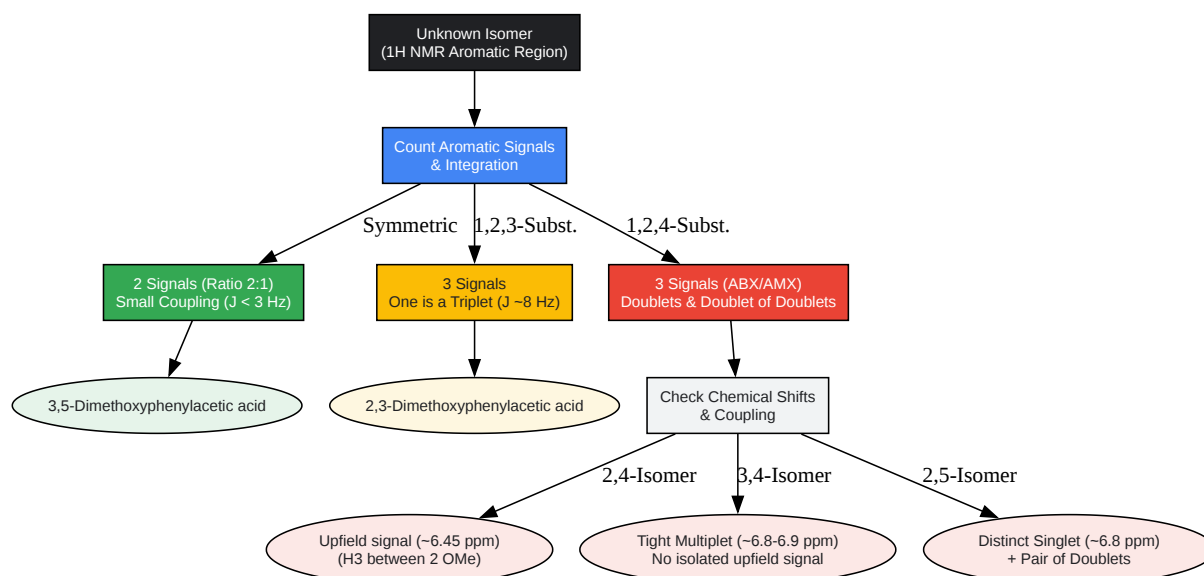 Unknown Isomer
(1H NMR Aromatic Region)
Count Aromatic Signals
& Integration
Symmetric
1,2,3-Subst.
1,2,4-Subst.
2 Signals (Ratio 2:1)
Small Coupling (J < 3 Hz)
3 Signals
One is a Triplet (J ~8 Hz)
3 Signals (ABX/AMX)
Doublets & Doublet of Doublets
3,5-Dimethoxyphenylacetic acid
2,3-Dimethoxyphenylacetic acid
Check Chemical Shifts
& Coupling
2,4-Isomer
3,4-Isomer
2,5-Isomer
Upfield signal (~6.45 ppm)
(H3 between 2 OMe)
Tight Multiplet (~6.8-6.9 ppm)
No isolated upfield signal
Distinct Singlet (~6.8 ppm)
+ Pair of Doublets